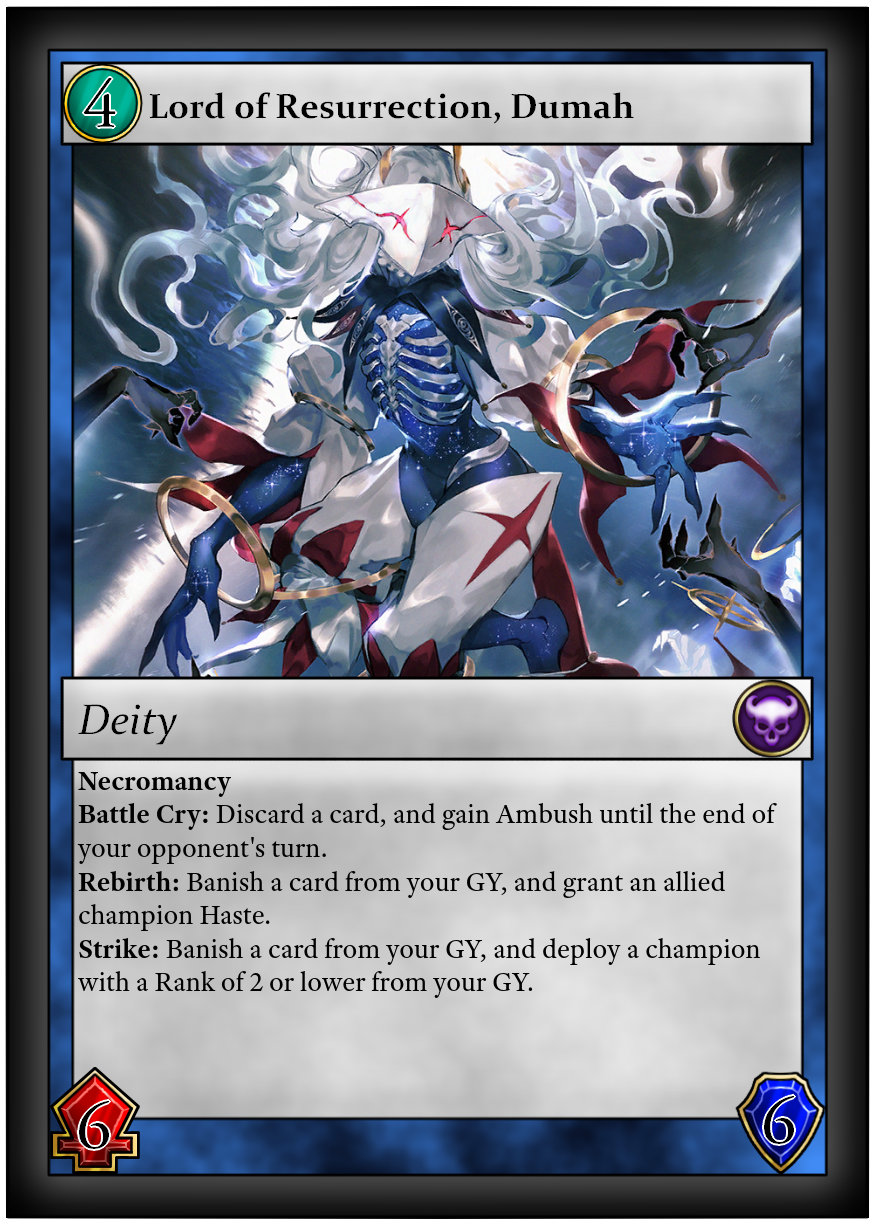 4
Lord of Resurrection, Dumah
Deity
Necromancy
Battle Cry: Discard a card, and gain Ambush until the end of
your opponent's turn.
Rebirth: Banish a card from your GY, and grant an allied
champion Haste.
Strike: Banish a card from your GY, and deploy a champion
with a Rank of 2 or lower from your GY.
6
6